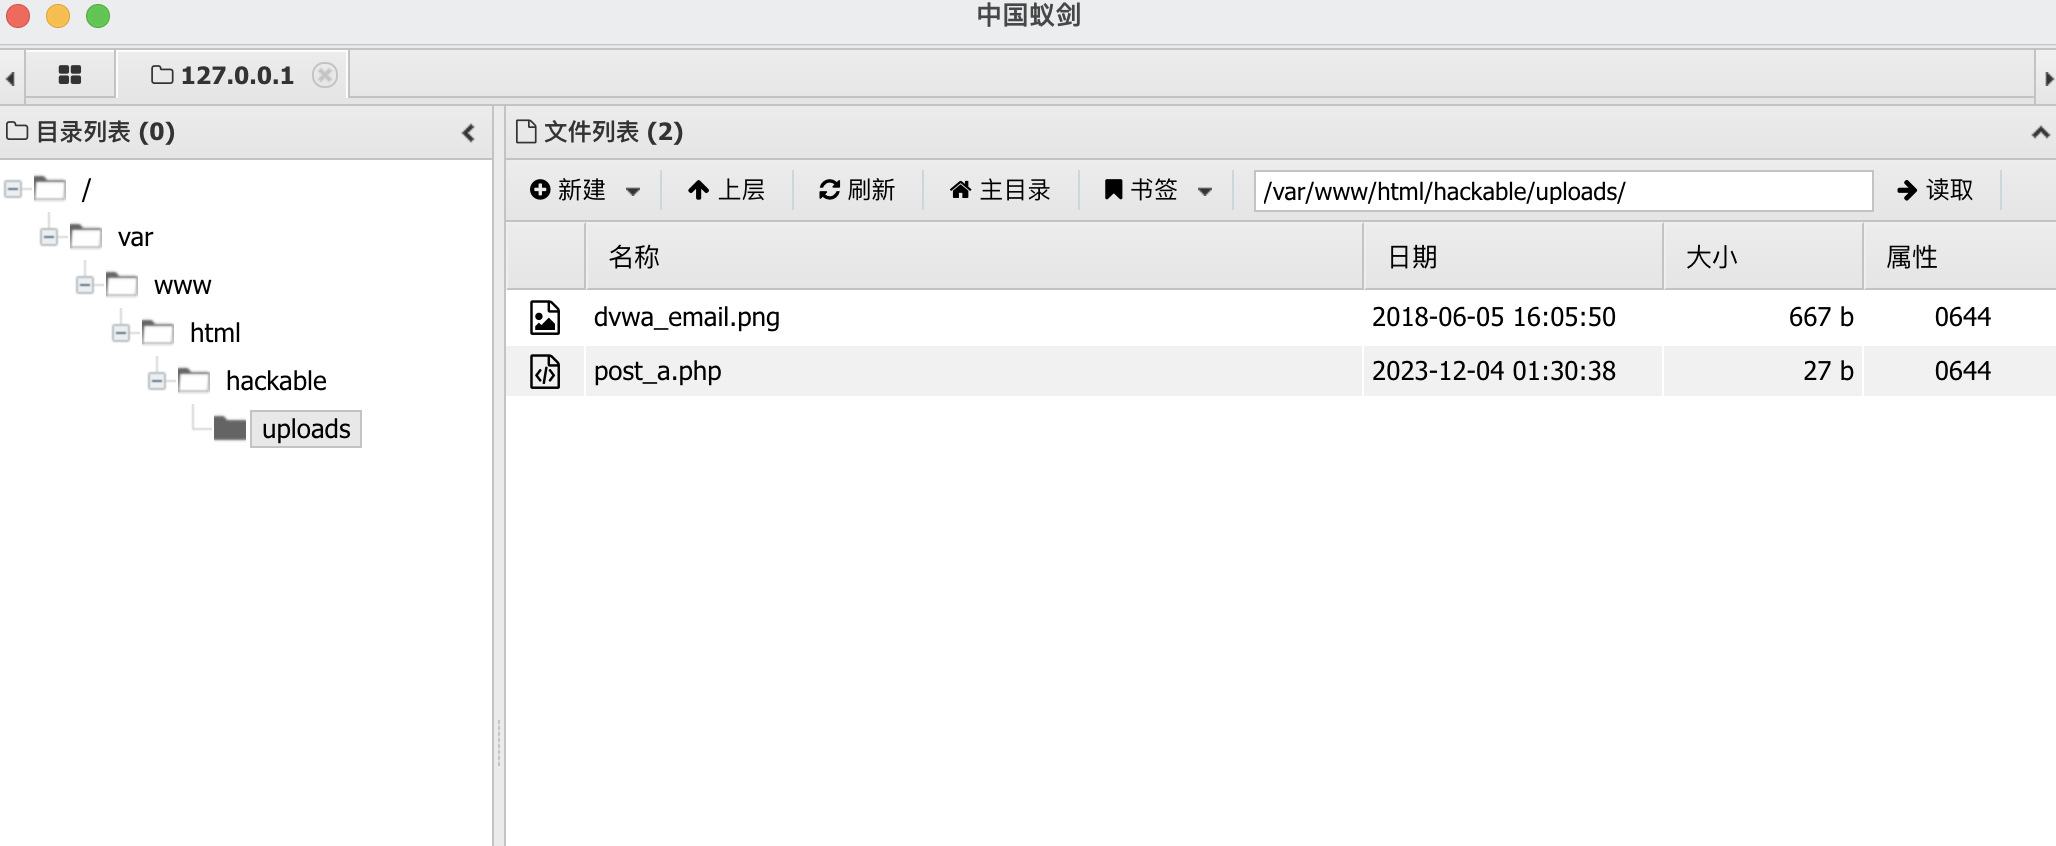 中国蚁剑
127.0.0.1
目录列表 (0)
/
var
www
html
hackable
uploads
文件列表 (2)
新建 上层 刷新 主目录 书签 /var/www/html/hackable/uploads/ 读取
名称 日期 大小 属性
dvwa_email.png 2018-06-05 16:05:50 667 b 0644
post_a.php 2023-12-04 01:30:38 27 b 0644